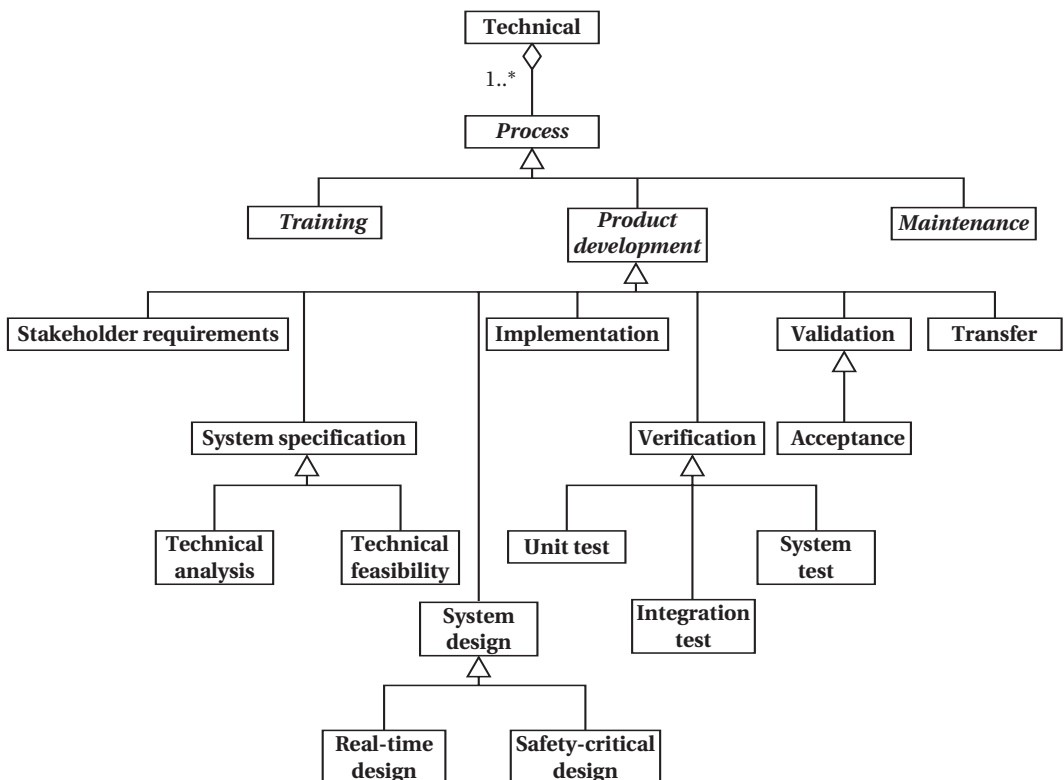 Technical
1..*
Process
Training
Product
development
Maintenance
Stakeholder requirements
Implementation
Validation
Transfer
System specification
Verification
Acceptance
Technical
analysis
Technical
feasibility
Unit test
System
test
System
design
Integration
test
Real-time
design
Safety-critical
design